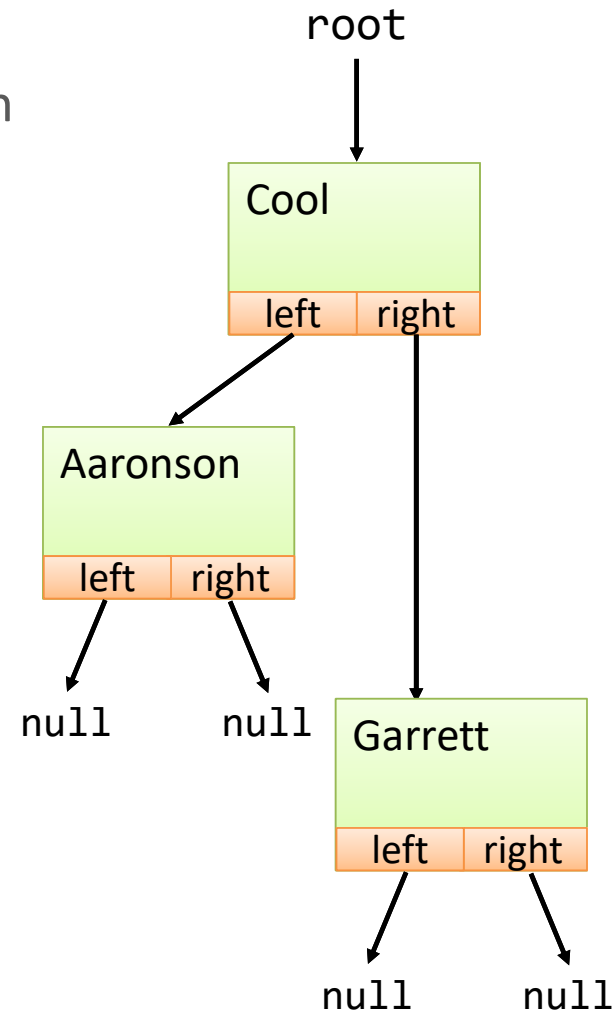 root
n
Cool
left right
Aaronson
left right
null null
Garrett
left right
null null